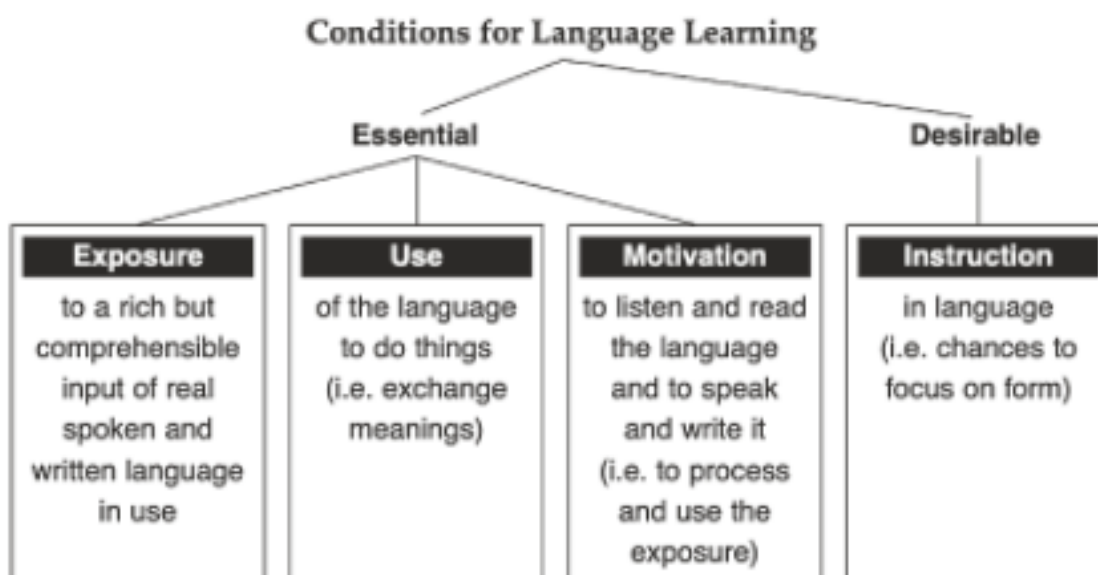 Conditions for Language Learning
Essential
Desirable
Exposure
to a rich but
comprehensible
input of real
spoken and
written language
in use
Use
of the language
to do things
(i.e. exchange
meanings)
Motivation
to listen and read
the language
and to speak
and write it
(i.e. to process
and use the
exposure)
Instruction
in language
(i.e. chances to
focus on form)